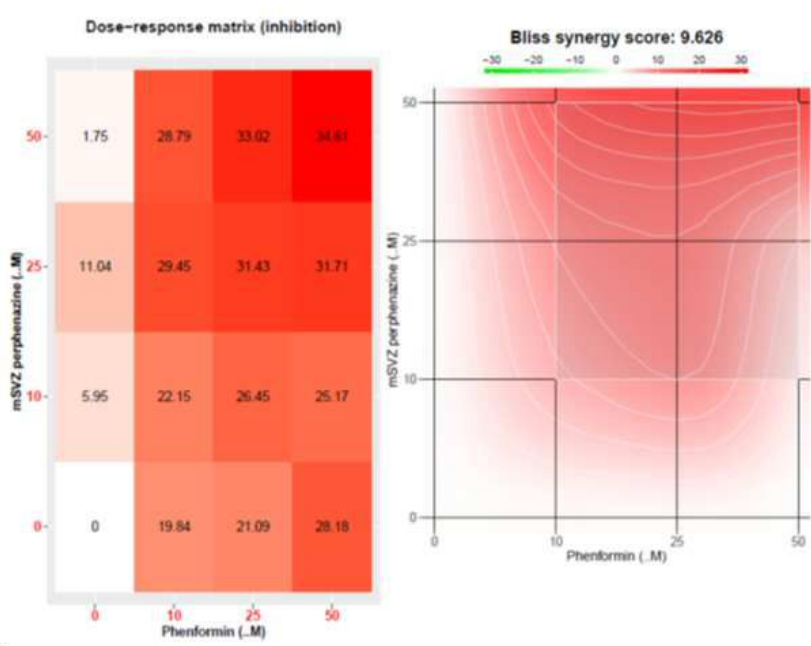 Dose-response matrix (inhibition)
mSVZ perphenazine (..M)
50
1.75 28.79 33.02 34.61
25
11.04 29.45 31.43 31.71
10
5.95 22.15 26.45 25.17
0
0 19.84 21.09 28.18
0 10 25 50
Phenformin (..M)
Bliss synergy score: 9.626
-30 -20 -10 0 10 20 30
mSVZ perphenazine (..M)
50
25
10
0
0 10 25 50
Phenformin (..M)